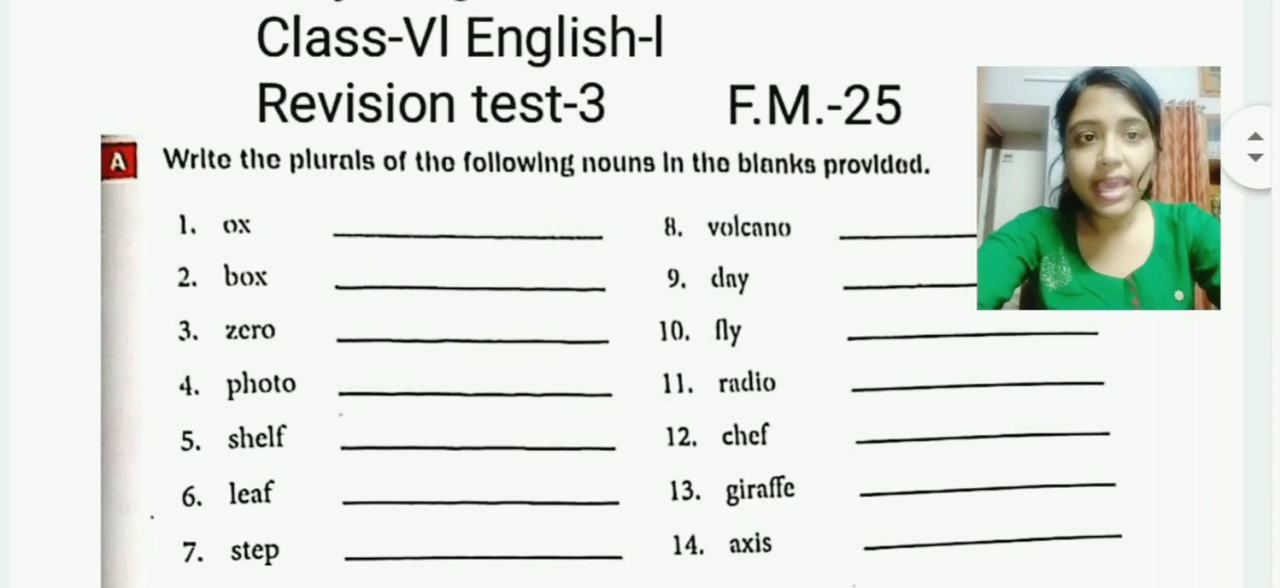 Class-VI English-I
Revision test-3 F.M.-25
A Write the plurals of the following nouns in the blanks provided.
1. ox 8. volcano
2. box 9. day
3. zero 10. fly
4. photo 11. radio
5. shelf 12. chef
6. leaf 13. giraffe
7. step 14. axis